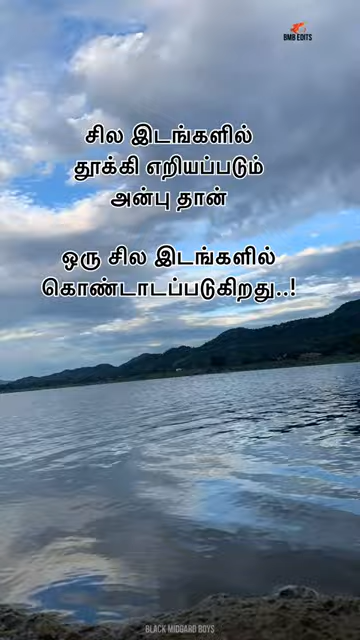 BMB EDITS
சில இடங்களில்
தூக்கி எறியப்படும்
அன்பு தான்
ஒரு சில இடங்களில்
கொண்டாடப்படுகிறது..!
BLACK MIDGARD BOYS